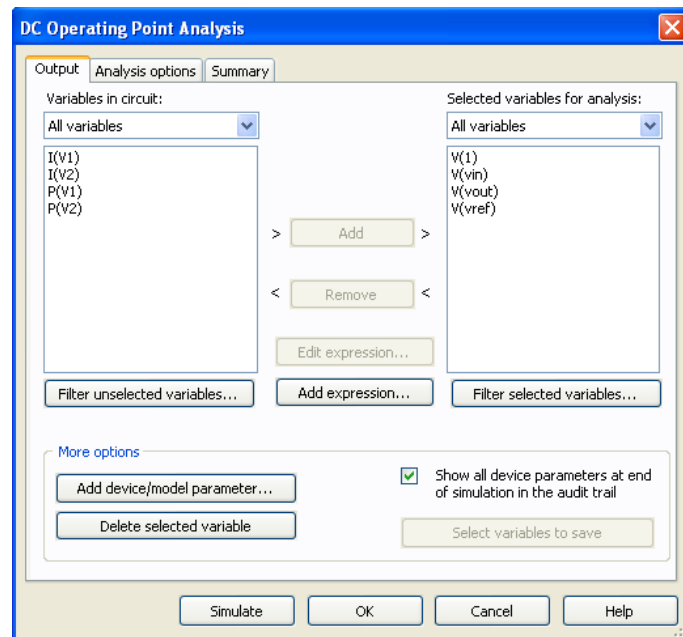 DC Operating Point Analysis
Output Analysis options Summary
Variables in circuit:
Selected variables for analysis:
All variables
All variables
I(V1)
I(V2)
P(V1)
P(V2)
V(1)
V(vin)
V(vout)
V(vref)
> Add >
< Remove <
Edit expression...
Filter unselected variables...
Add expression...
Filter selected variables...
More options
Add device/model parameter...
Delete selected variable
Show all device parameters at end
of simulation in the audit trail
Select variables to save
Simulate OK Cancel Help